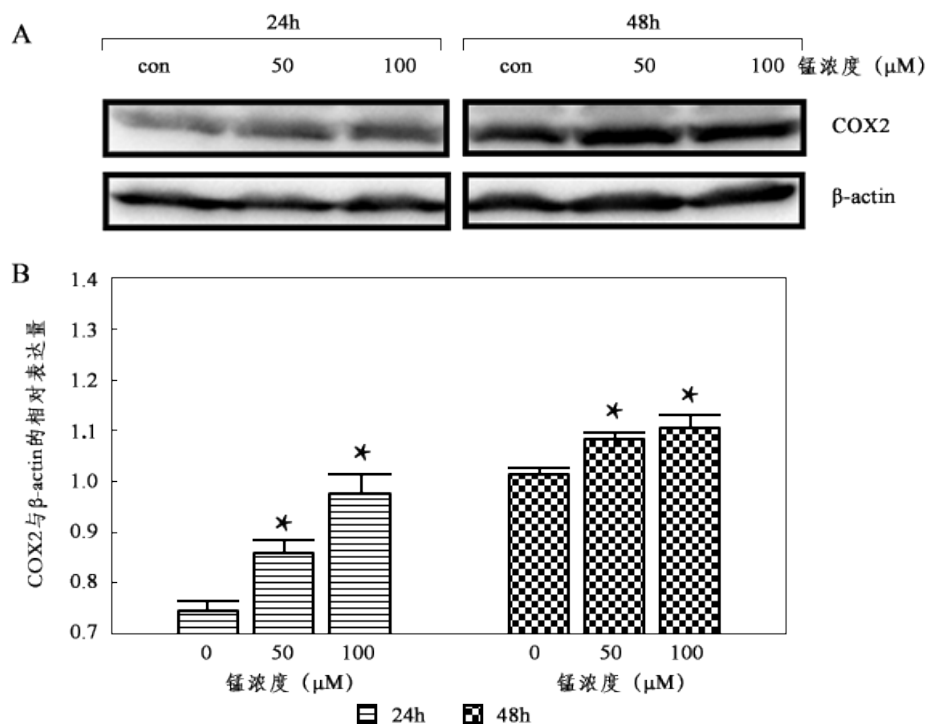 A
24h
48h
con 50 100 con 50 100 锰浓度 (μM)
COX2
β-actin
B
COX2与β-actin的相对表达量
1.4
1.3
1.2
1.1
1.0
0.9
0.8
0.7
0 50 100 0 50 100
锰浓度 (μM) 锰浓度 (μM)
24h 48h